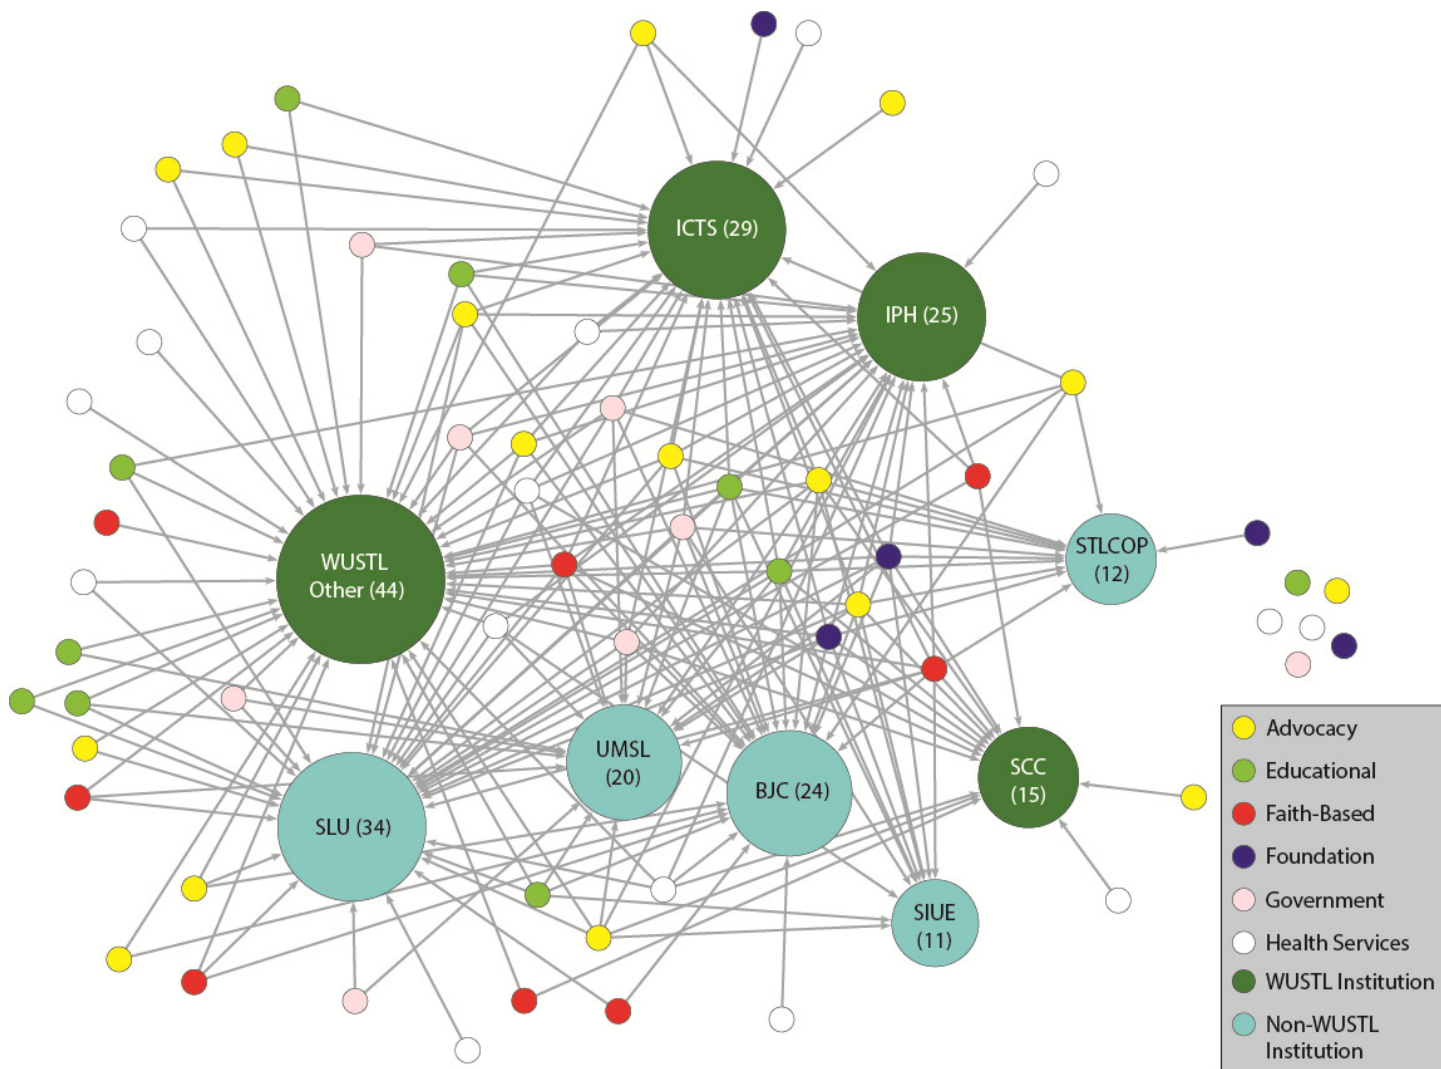 ICTS (29)
IPH (25)
STLCOP
(12)
WUSTL
Other (44)
UMSL
(20)
BJC (24)
SCC
(15)
SLU (34)
SIUE
(11)
Advocacy
Educational
Faith-Based
Foundation
Government
Health Services
WUSTL Institution
Non-WUSTL
Institution